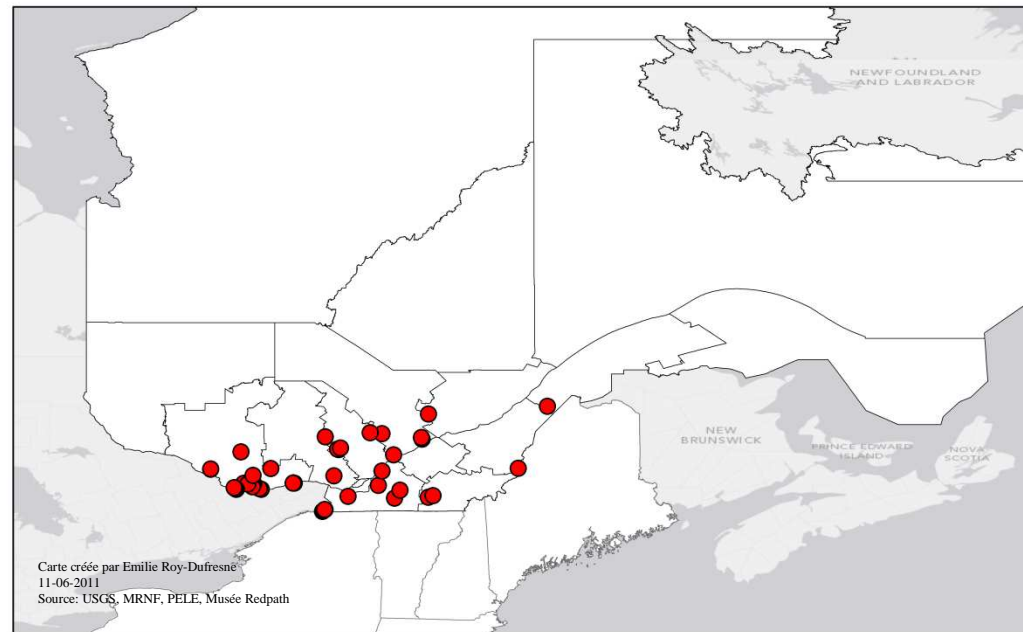 NEWFOUNDLAND
AND LABRADOR
NEW
BRUNSWICK
PRINCE EDWARD
ISLAND
NOVA
SCOTIA
Carte créée par Emilie Roy-Dufresne
11-06-2011
Source: USGS, MRNF, PELE, Musée Redpath